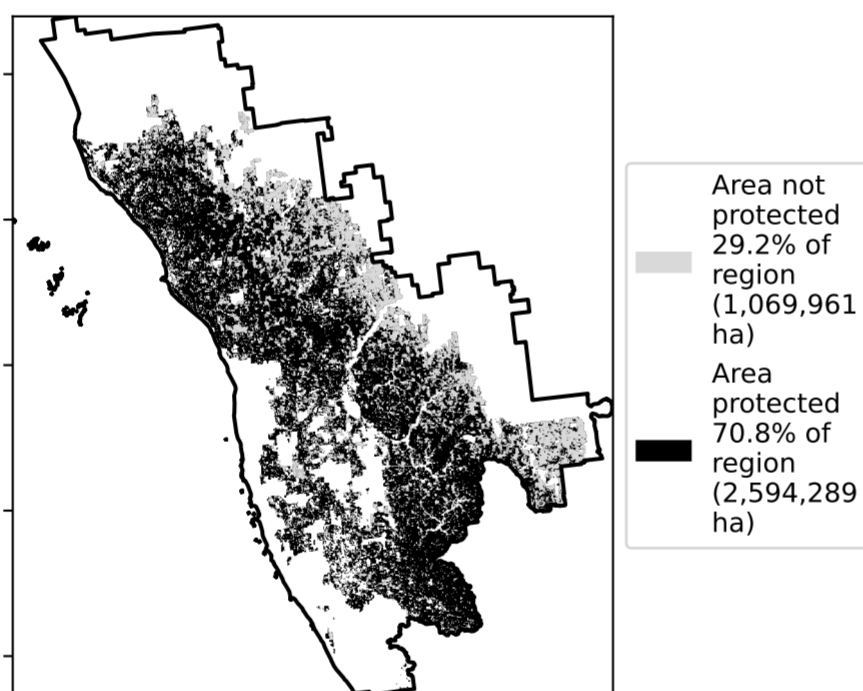 Area not
protected
29.2% of
region
(1,069,961
ha)
Area
protected
70.8% of
region
(2,594,289
ha)